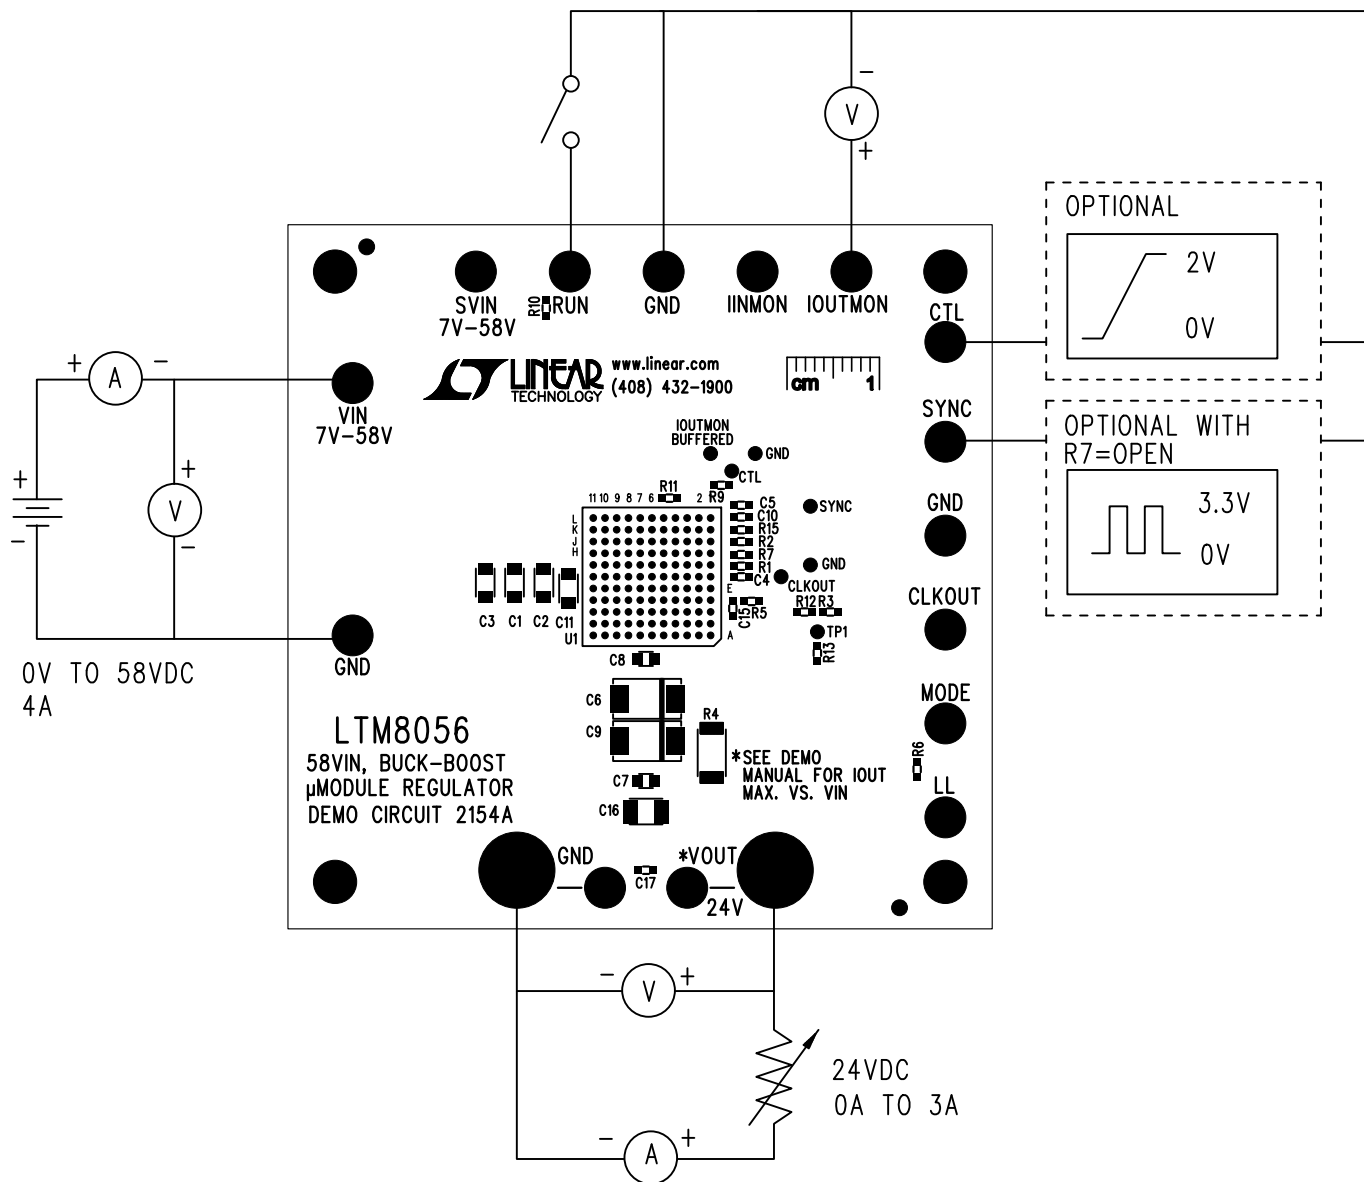 -
V
+
OPTIONAL
2V
0V
R10
SVIN
7V-58V
RUN
GND
IINMON
IOUTMON
CTL
+
A
-
LINEAR
TECHNOLOGY
www.linear.com
(408) 432-1900
cm 1
VIN
7V-58V
SYNC
OPTIONAL WITH
R7=OPEN
3.3V
0V
IOUTMON
BUFFERED
GND
CTL
R11
R9
11 10 9 8 7 6 2
L
K
J
H
E
A
C5
C10
R15
R2
R7
R1
C4
SYNC
GND
CLKOUT
+
-
+
V
-
GND
CLKOUT
C3
C1
C2
C11
U1
C15
R5
R12
R3
TP1
R13
GND
0V TO 58VDC
4A
C8
C6
C9
R4
MODE
R6
LL
LTM8056
58VIN, BUCK-BOOST
µMODULE REGULATOR
DEMO CIRCUIT 2154A
C7
C16
*SEE DEMO
MANUAL FOR IOUT
MAX. VS. VIN
GND
C17
*VOUT
24V
-
V
+
24VDC
0A TO 3A
-
A
+